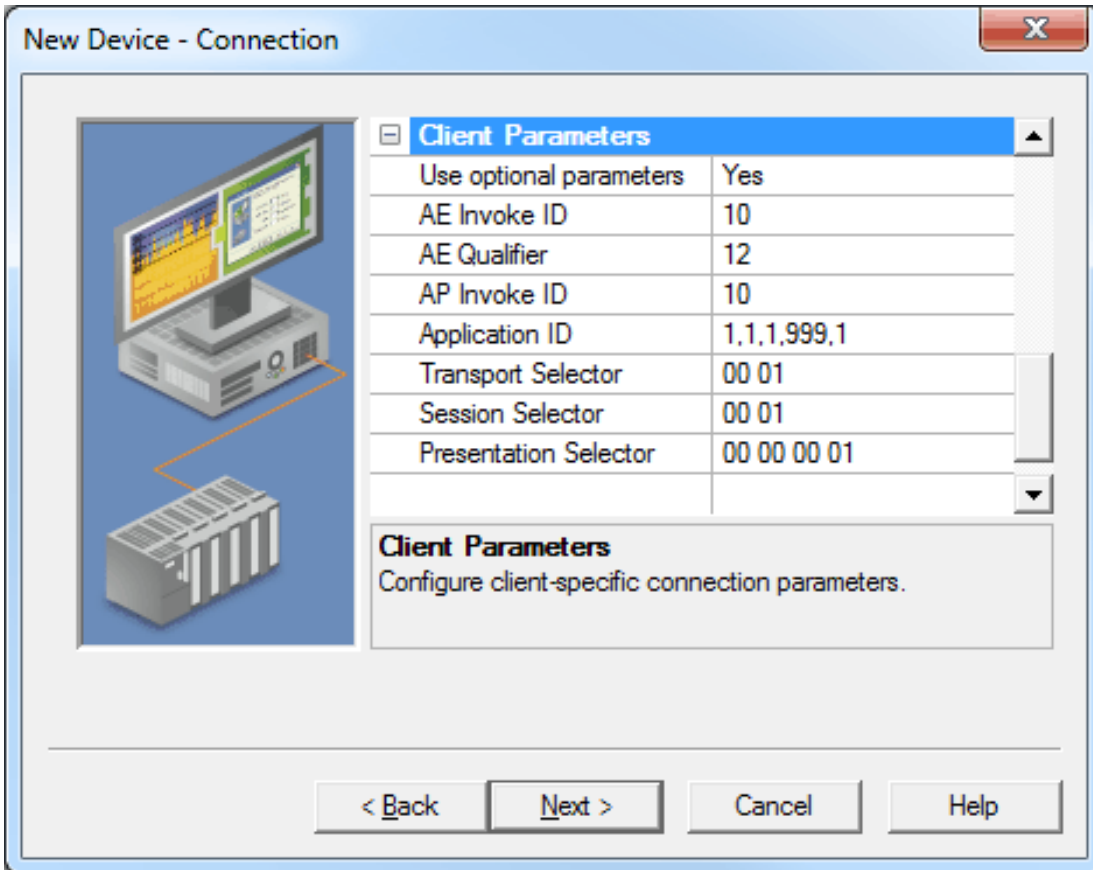 New Device - Connection
Client Parameters
Use optional parameters Yes
AE Invoke ID 10
AE Qualifier 12
AP Invoke ID 10
Application ID 1,1,1,999,1
Transport Selector 00 01
Session Selector 00 01
Presentation Selector 00 00 00 01
Client Parameters
Configure client-specific connection parameters.
< Back Next > Cancel Help